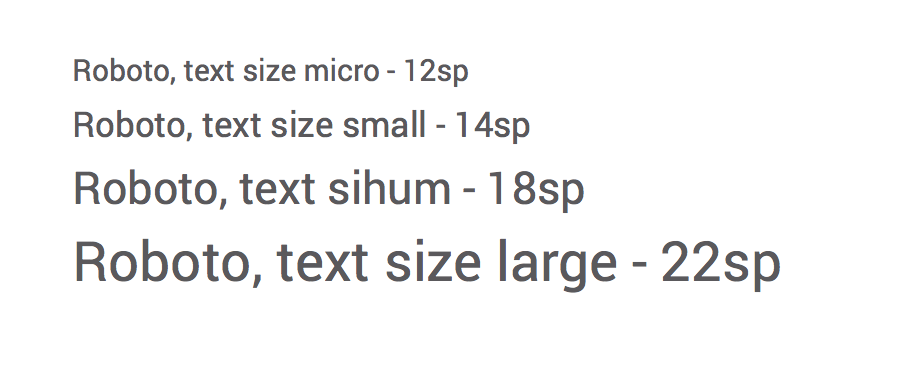 Roboto, text size micro - 12sp
Roboto, text size small - 14sp
Roboto, text sihum - 18sp
Roboto, text size large - 22sp